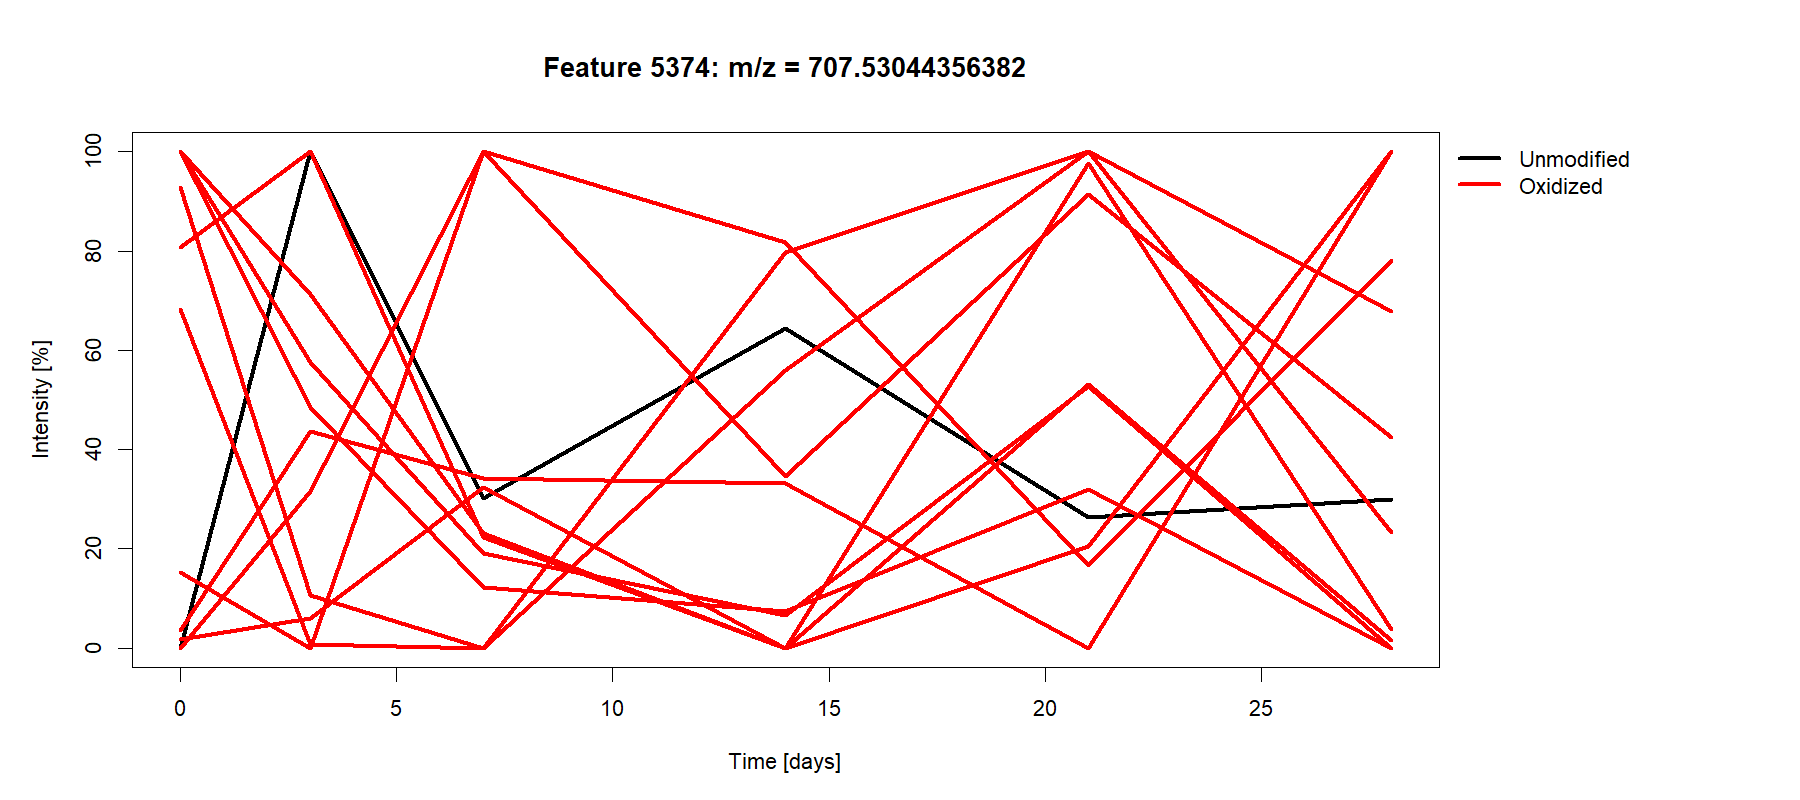 Feature 5374: m/z = 707.53044356382
Unmodified
Oxidized
Intensity [%]
100
80
60
40
20
0
0 5 10 15 20 25
Time [days]